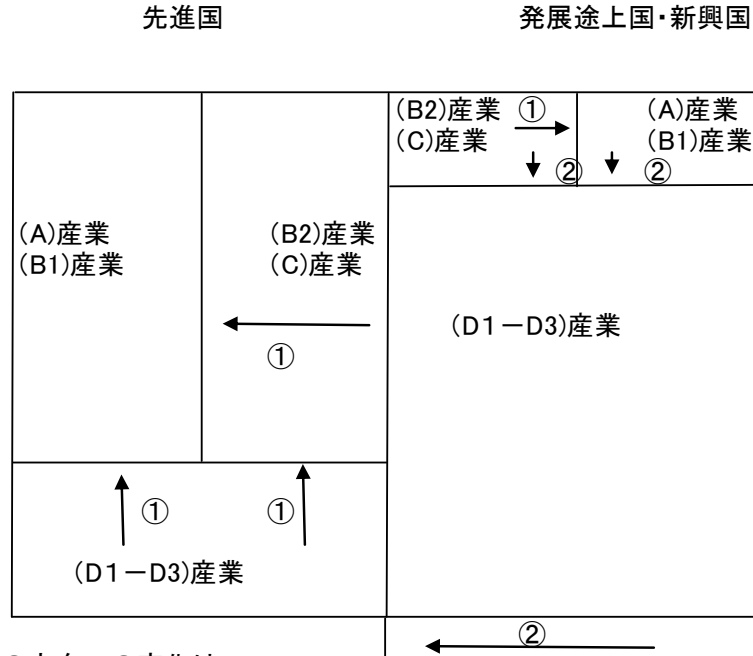 先進国 発展途上国・新興国
(B2)産業 ① (A)産業
(C)産業 (B1)産業
② ②
(A)産業 (B2)産業
(B1)産業 (C)産業
(D1－D3)産業
①
① ①
(D1－D3)産業
②